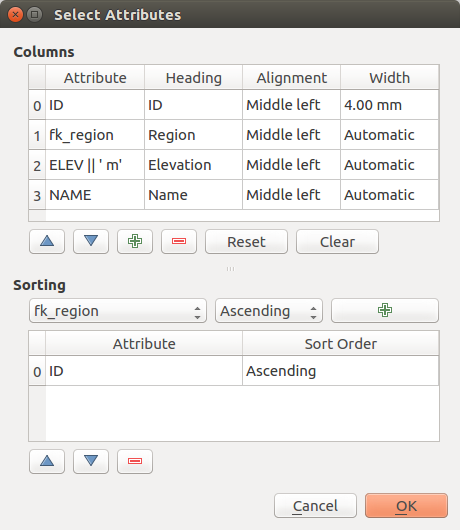 Select Attributes
Columns
Attribute Heading Alignment Width
0 ID ID Middle left 4.00 mm
1 fk_region Region Middle left Automatic
2 ELEV || ' m' Elevation Middle left Automatic
3 NAME Name Middle left Automatic
Reset Clear
Sorting
fk_region Ascending
Attribute Sort Order
0 ID Ascending
Cancel OK